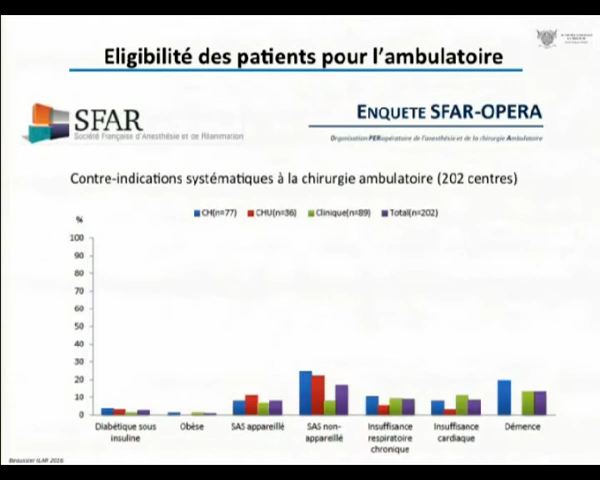 Eligibilité des patients pour l'ambulatoire
SFAR
Société Française d'Anesthésie et de Réanimation
ENQUETE SFAR-OPERA
Organisation PERopératoire de l'anesthésie et de la chirurgie Ambulatoire
Contre-indications systématiques à la chirurgie ambulatoire (202 centres)
CH(n=77) CHU(n=36) Clinique(n=89) Total(n=202)
%
100
90
80
70
60
50
40
30
20
10
0
Diabétique sous insuline
Obèse
SAS appareillé
SAS non-appareillé
Insuffisance respiratoire chronique
Insuffisance cardiaque
Démence
Beaussier ILAR 2016